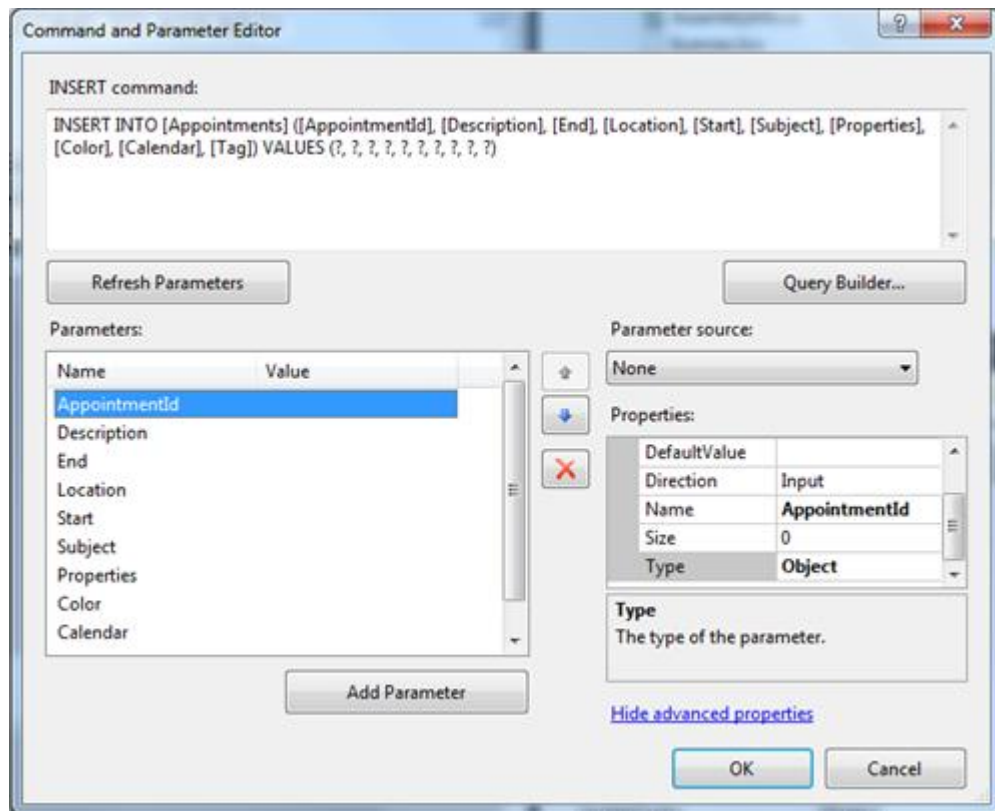 Command and Parameter Editor
INSERT command:
INSERT INTO [Appointments] ([AppointmentId], [Description], [End], [Location], [Start], [Subject], [Properties],
[Color], [Calendar], [Tag]) VALUES (?, ?, ?, ?, ?, ?, ?, ?, ?, ?)
Refresh Parameters
Query Builder...
Parameters:
Parameter source:
Name Value
None
AppointmentId
Description
End
Location
Start
Subject
Properties
Color
Calendar
Properties:
DefaultValue
Direction Input
Name AppointmentId
Size 0
Type Object
Type
The type of the parameter.
Add Parameter
Hide advanced properties
OK
Cancel